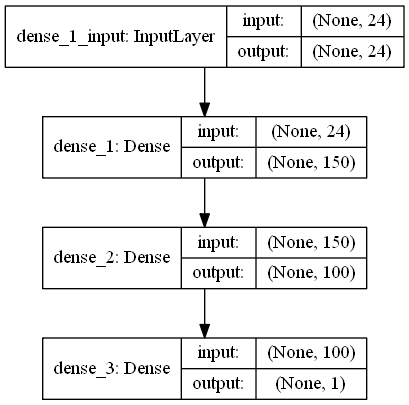 dense_1_input: InputLayer
input: (None, 24)
output: (None, 24)
dense_1: Dense
input: (None, 24)
output: (None, 150)
dense_2: Dense
input: (None, 150)
output: (None, 100)
dense_3: Dense
input: (None, 100)
output: (None, 1)